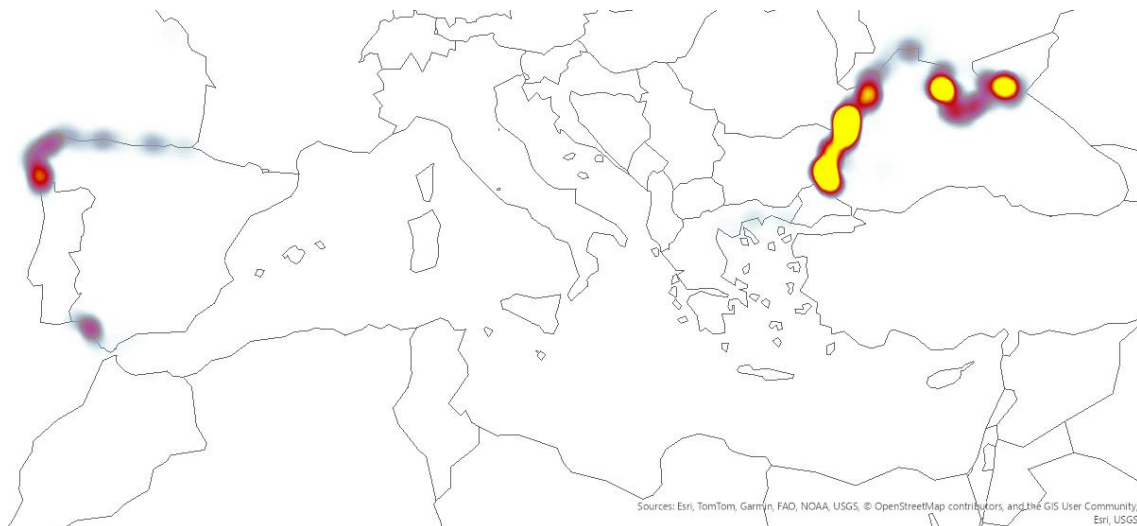 Sources: Esri, TomTom, Garmin, FAO, NOAA, USGS, © OpenStreetMap contributors, and the GIS User Community,
Esri, USGS